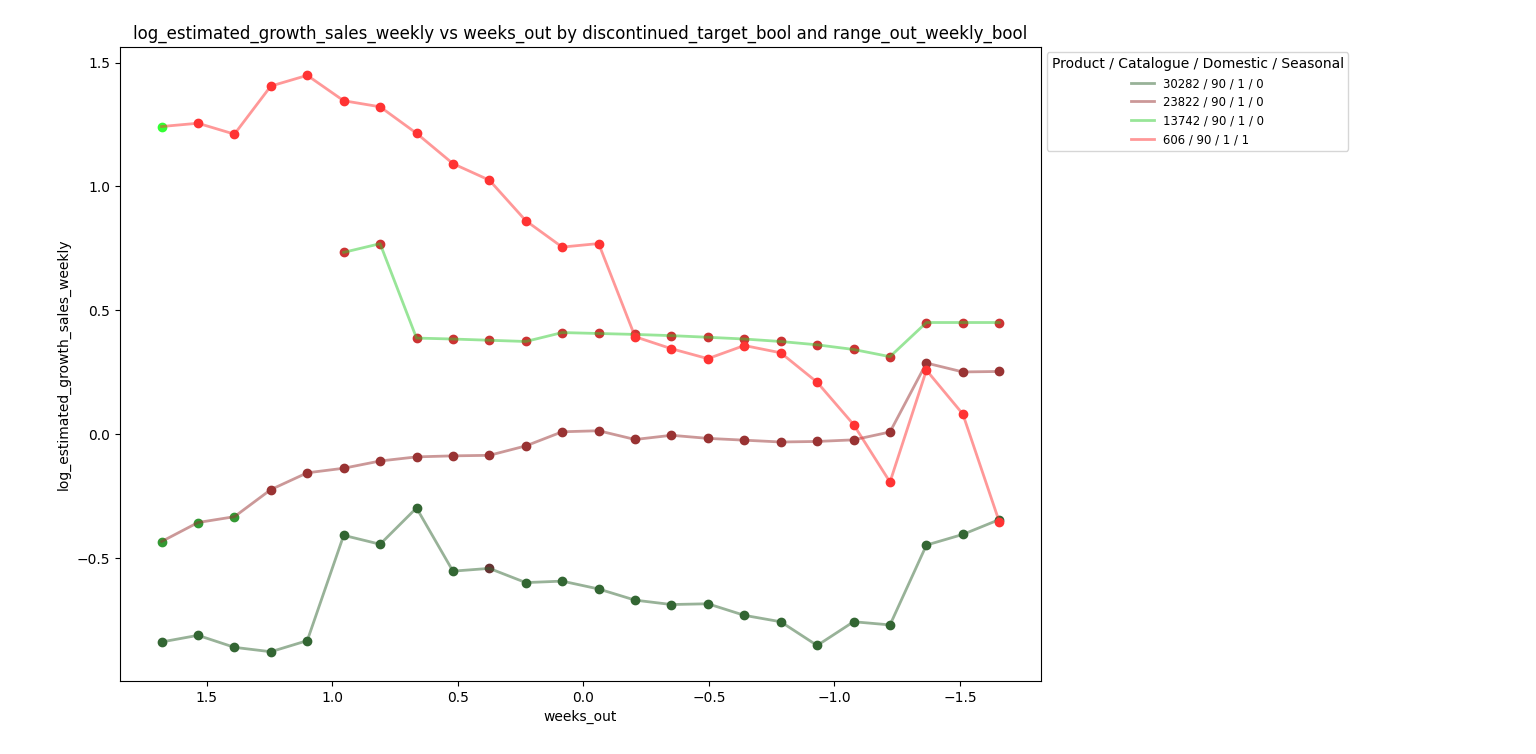 log_estimated_growth_sales_weekly vs weeks_out by discontinued_target_bool and range_out_weekly_bool
Product / Catalogue / Domestic / Seasonal
30282 / 90 / 1 / 0
23822 / 90 / 1 / 0
13742 / 90 / 1 / 0
606 / 90 / 1 / 1
log_estimated_growth_sales_weekly
1.5
1.0
0.5
0.0
−0.5
1.5
1.0
0.5
0.0
−0.5
−1.0
−1.5
weeks_out